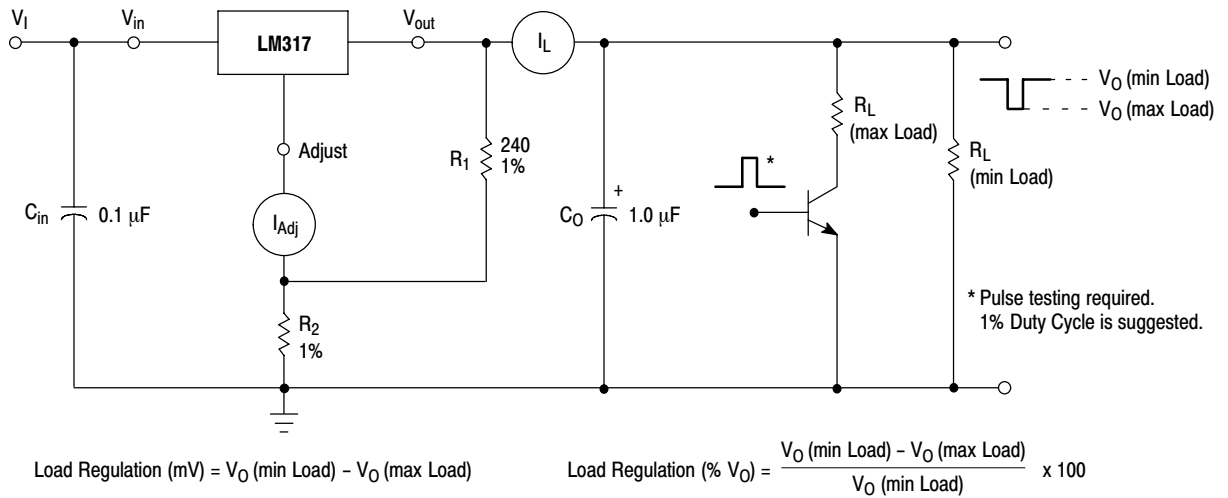 V_I
V_in
LM317
V_out
I_L
V_O (min Load)
V_O (max Load)
R_L
(max Load)
R_L
(min Load)
Adjust
R_1
240
1%
*
C_in
0.1 μF
I_Adj
+
C_O
1.0 μF
R_2
1%
* Pulse testing required.
1% Duty Cycle is suggested.
Load Regulation (mV) = V_O (min Load) – V_O (max Load)
Load Regulation (% V_O) = V_O (min Load) – V_O (max Load)
V_O (min Load)
x 100